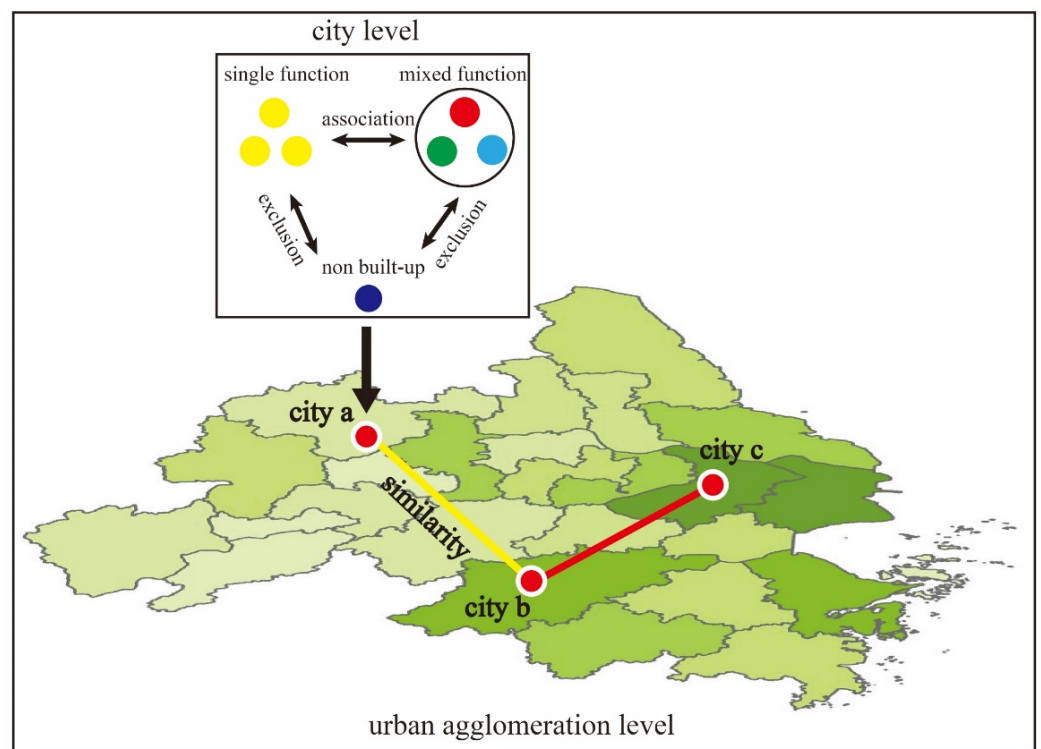 city level
single function
mixed function
association
exclusion
exclusion
non built-up
city a
city c
similarity
city b
urban agglomeration level